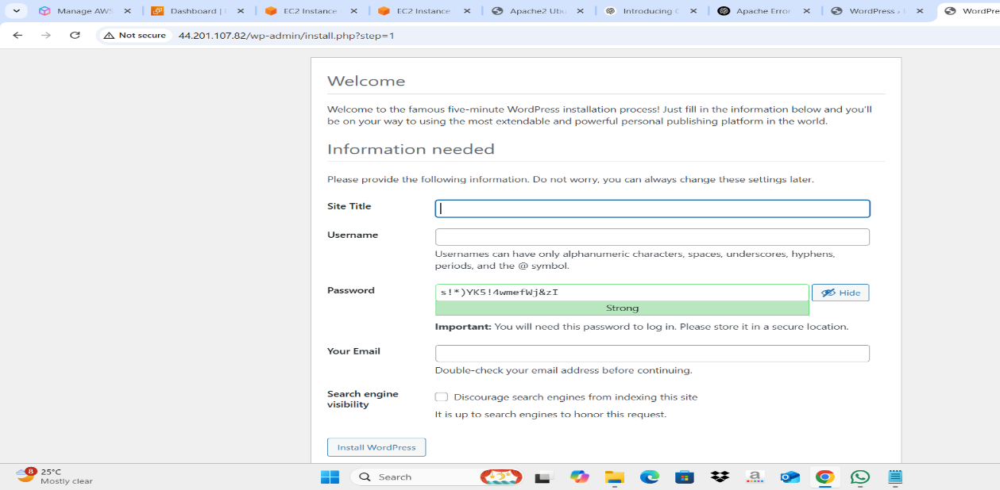 Manage AWS
Dashboard |
EC2 Instance
EC2 Instance
Apache2 Ubu
Introducing C
Apache Error
WordPress ›
WordPre
Not secure
44.201.107.82/wp-admin/install.php?step=1
Welcome
Welcome to the famous five-minute WordPress installation process! Just fill in the information below and you'll
be on your way to using the most extendable and powerful personal publishing platform in the world.
Information needed
Please provide the following information. Do not worry, you can always change these settings later.
Site Title
Username
Usernames can have only alphanumeric characters, spaces, underscores, hyphens,
periods, and the @ symbol.
Password
s!*)YK5!4wmefWj&zI
Hide
Strong
Important: You will need this password to log in. Please store it in a secure location.
Your Email
Double-check your email address before continuing.
Search engine
visibility
Discourage search engines from indexing this site
It is up to search engines to honor this request.
Install WordPress
8
25°C
Mostly clear
Search